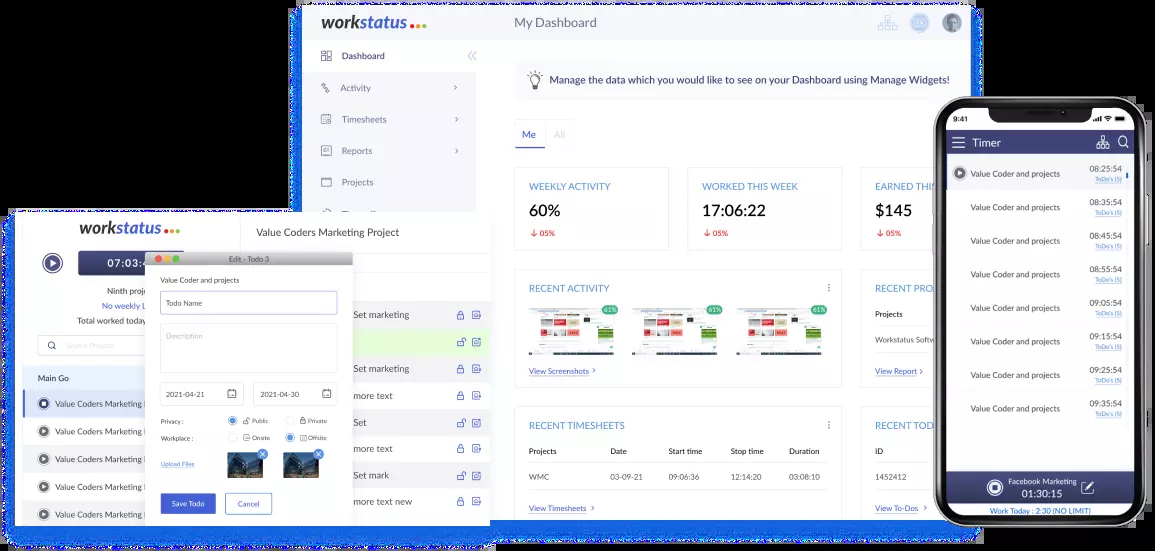 workstatus
My Dashboard
Dashboard
Activity
Timesheets
Reports
Projects
Manage the data which you would like to see on your Dashboard using Manage Widgets!
Me
All
WEEKLY ACTIVITY
60%
05%
WORKED THIS WEEK
17:06:22
05%
EARNED THIS
$145
05%
RECENT ACTIVITY
61%
61%
61%
View Screenshots
RECENT PRO
Projects
Workstatus Softw
View Report
RECENT TIMESHEETS
Projects Date Start time Stop time Duration
WMC 03-09-21 09:06:36 12:14:20 03:08:10
View Timesheets
RECENT TOD
ID
1452412
View To-Dos
workstatus
Value Coders Marketing Project
07:03:4
Ninth proj
No weekly L
Total worked today
Search Projects
Main Go
Value Coders Marketing
Value Coders Marketing
Value Coders Marketing
Value Coders Marketing
Value Coders Marketing
Edit - Todo 3
Value Coder and projects
Todo Name
Description
2021-04-21
2021-04-30
Privacy : Public Private
Workplace : Onsite Offsite
Upload Files
Save Todo
Cancel
Set marketing
Set marketing
more text
Set
more text
Set mark
more text new
9:41
Timer
Value Coder and projects 08:25:54
ToDo's (5)
Value Coder and projects 08:35:54
ToDo's (5)
Value Coder and projects 08:45:54
ToDo's (5)
Value Coder and projects 08:55:54
ToDo's (5)
Value Coder and projects 09:05:54
ToDo's (5)
Value Coder and projects 09:15:54
ToDo's (5)
Value Coder and projects 09:25:54
ToDo's (5)
Value Coder and projects 09:35:54
ToDo's (5)
Facebook Marketing
01:30:15
Work Today : 2:30 (NO LIMIT)